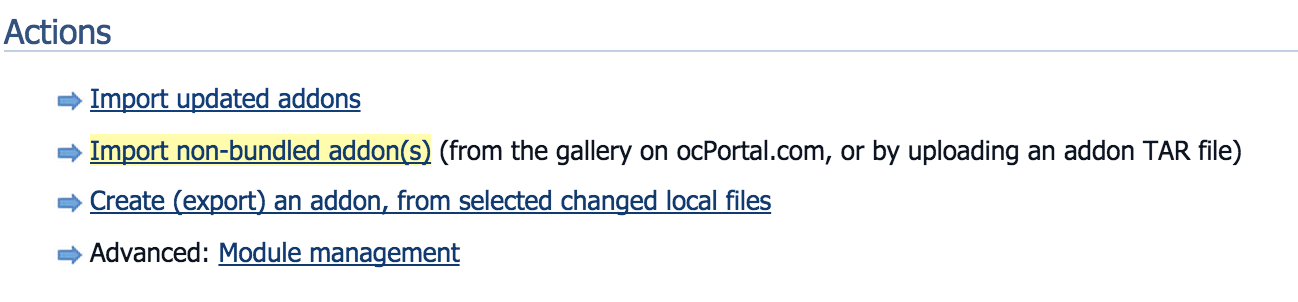 Actions
Import updated addons
Import non-bundled addon(s) (from the gallery on ocPortal.com, or by uploading an addon TAR file)
Create (export) an addon, from selected changed local files
Advanced: Module management